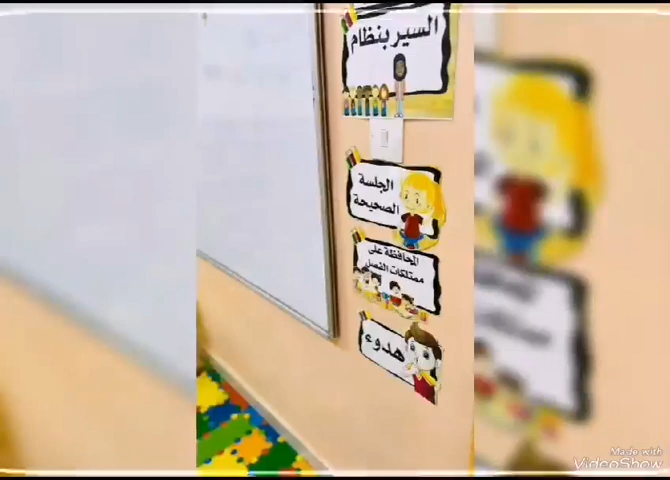 السير بنظام
الجلسة
الصحيحة
المحافظة على
ممتلكات الفصل
هدوء
Made with
VideoShow